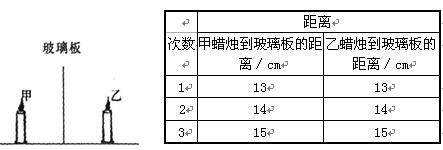 玻璃板
甲
乙
距离
次数
甲蜡烛到玻璃板的距
离/cm
乙蜡烛到玻璃板的
距离/cm
1 13 13
2 14 14
3 15 15